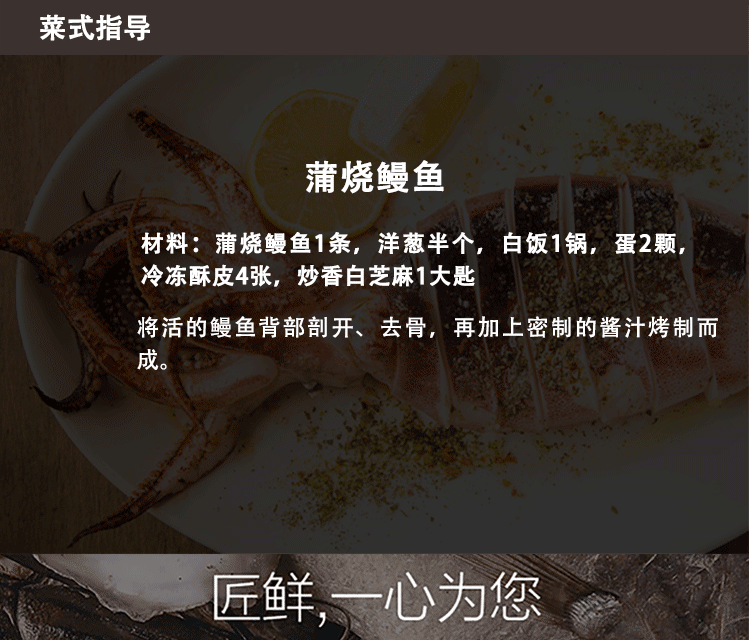 菜式指导
蒲烧鳗鱼
材料：蒲烧鳗鱼1条，洋葱半个，白饭1锅，蛋2颗，
冷冻酥皮4张，炒香白芝麻1大匙
将活的鳗鱼背部剖开、去骨，再加上密制的酱汁烤制而
成。
匠鲜,一心为您